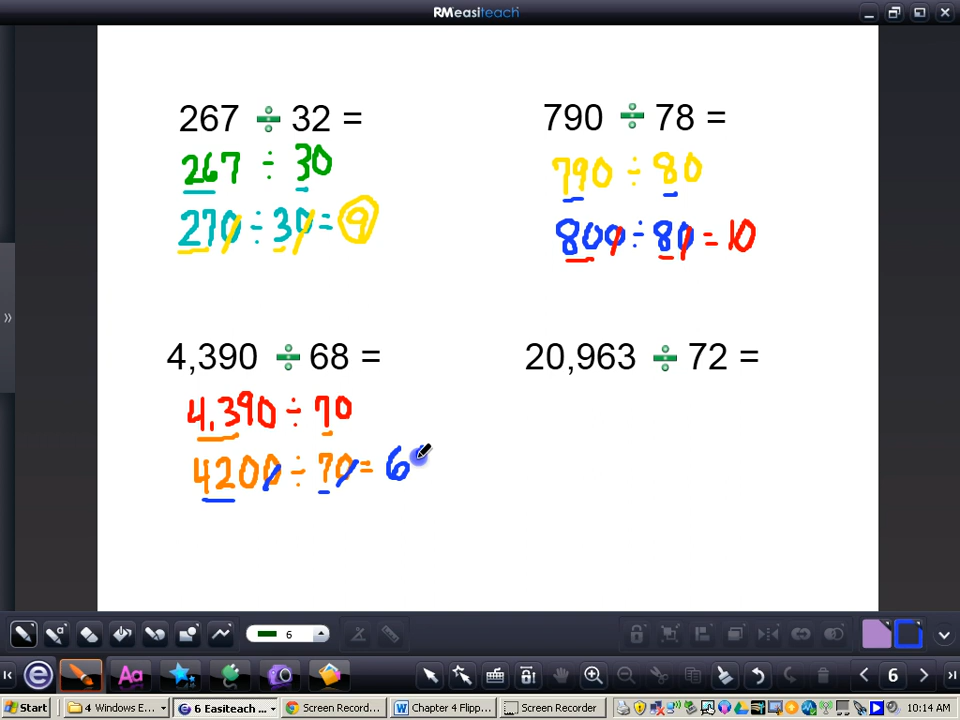 RMeasiteach
267 ÷ 32 =
267 ÷ 30
270 ÷ 30 = 9
790 ÷ 78 =
790 ÷ 80
800 ÷ 80 = 10
4,390 ÷ 68 =
4,390 ÷ 70
4200 ÷ 70 = 6
20,963 ÷ 72 =
6
Aa
6
Start
4 Windows E...
6 Easiteach ...
Screen Record...
Chapter 4 Flipp...
Screen Recorder
10:14 AM